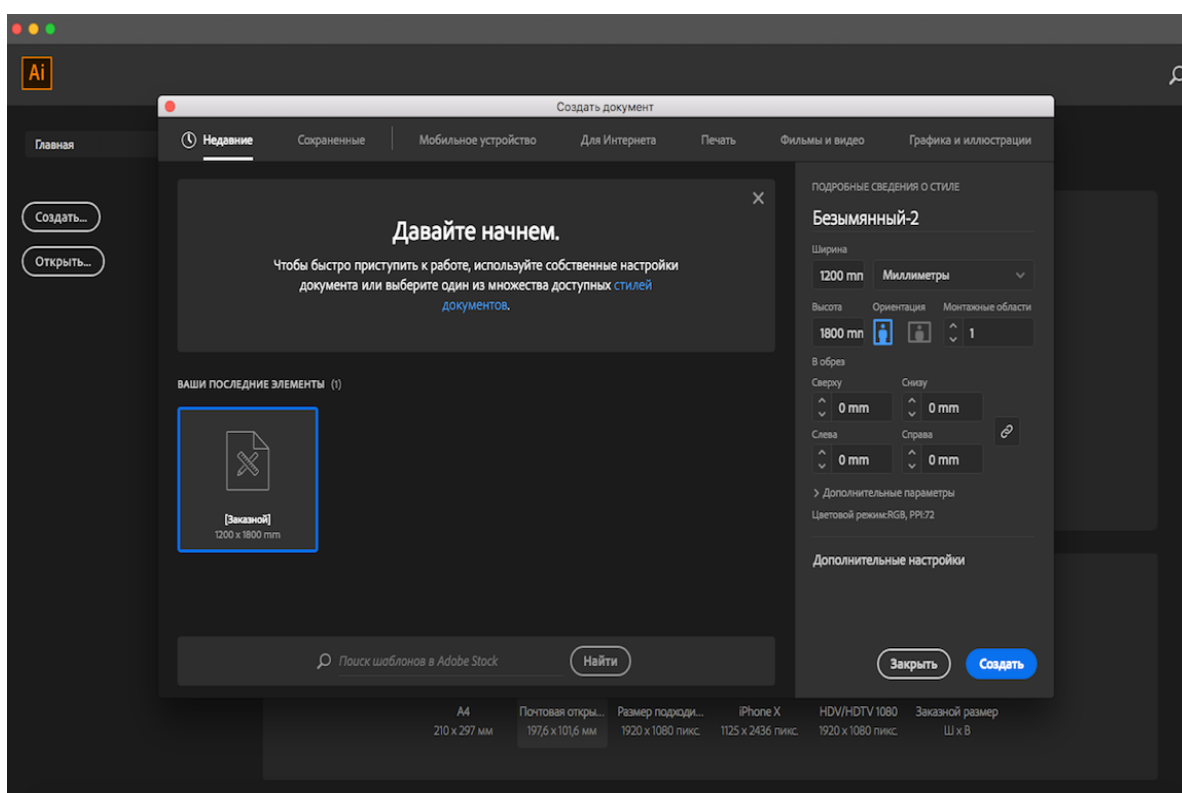 Ai
Создать документ
Главная
Создать...
Открыть...
Недавние Сохраненные Мобильное устройство Для Интернета Печать Фильмы и видео Графика и иллюстрации
Давайте начнем.
Чтобы быстро приступить к работе, используйте собственные настройки
документа или выберите один из множества доступных стилей
документов.
ВАШИ ПОСЛЕДНИЕ ЭЛЕМЕНТЫ (1)
[Заказной]
1200 x 1800 mm
Поиск шаблонов в Adobe Stock Найти
ПОДРОБНЫЕ СВЕДЕНИЯ О СТИЛЕ
Безымянный-2
Ширина
1200 mm Миллиметры
Высота Ориентация Монтажные области
1800 mm 1
В обрез
Сверху Снизу
0 mm 0 mm
Слева Справа
0 mm 0 mm
Дополнительные параметры
Цветовой режим:RGB, PPI:72
Дополнительные настройки
Закрыть Создать
A4 Почтовая откры... Размер подходи... iPhone X HDV/HDTV 1080 Заказной размер
210 x 297 мм 197,6 x 101,6 мм 1920 x 1080 пикс. 1125 x 2436 пикс. 1920 x 1080 пикс. Ш x В